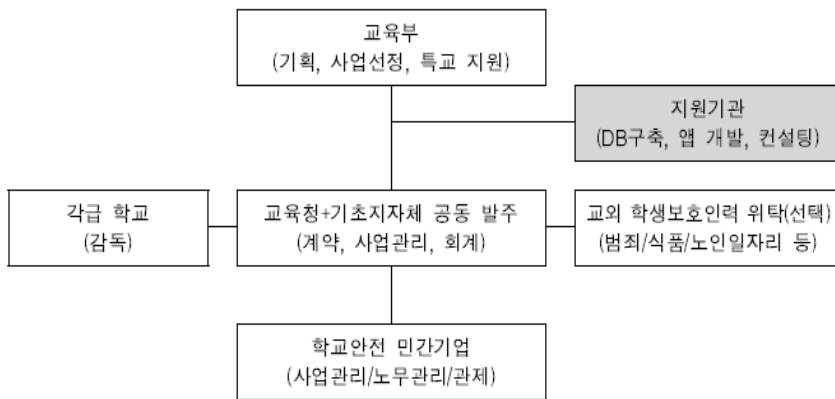 교육부
(기획, 사업선정, 특교 지원)
지원기관
(DB구축, 앱 개발, 컨설팅)
각급 학교
(감독)
교육청+기초지자체 공동 발주
(계약, 사업관리, 회계)
교외 학생보호인력 위탁(선택)
(범죄/식품/노인일자리 등)
학교안전 민간기업
(사업관리/노무관리/관제)